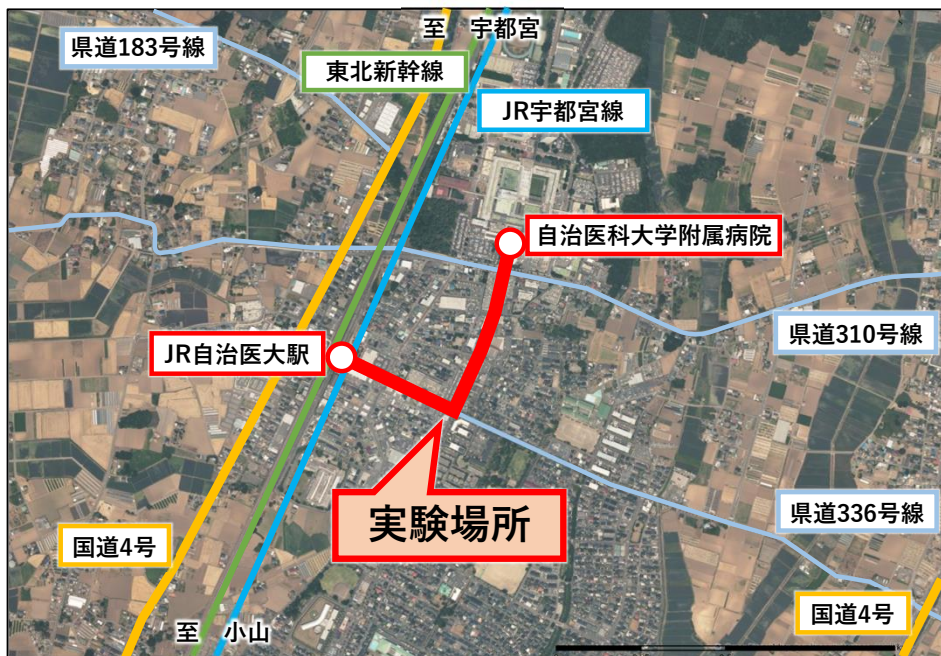 至 宇都宮
県道183号線
東北新幹線
JR宇都宮線
自治医科大学附属病院
県道310号線
JR自治医大駅
実験場所
県道336号線
国道4号
国道4号
至 小山